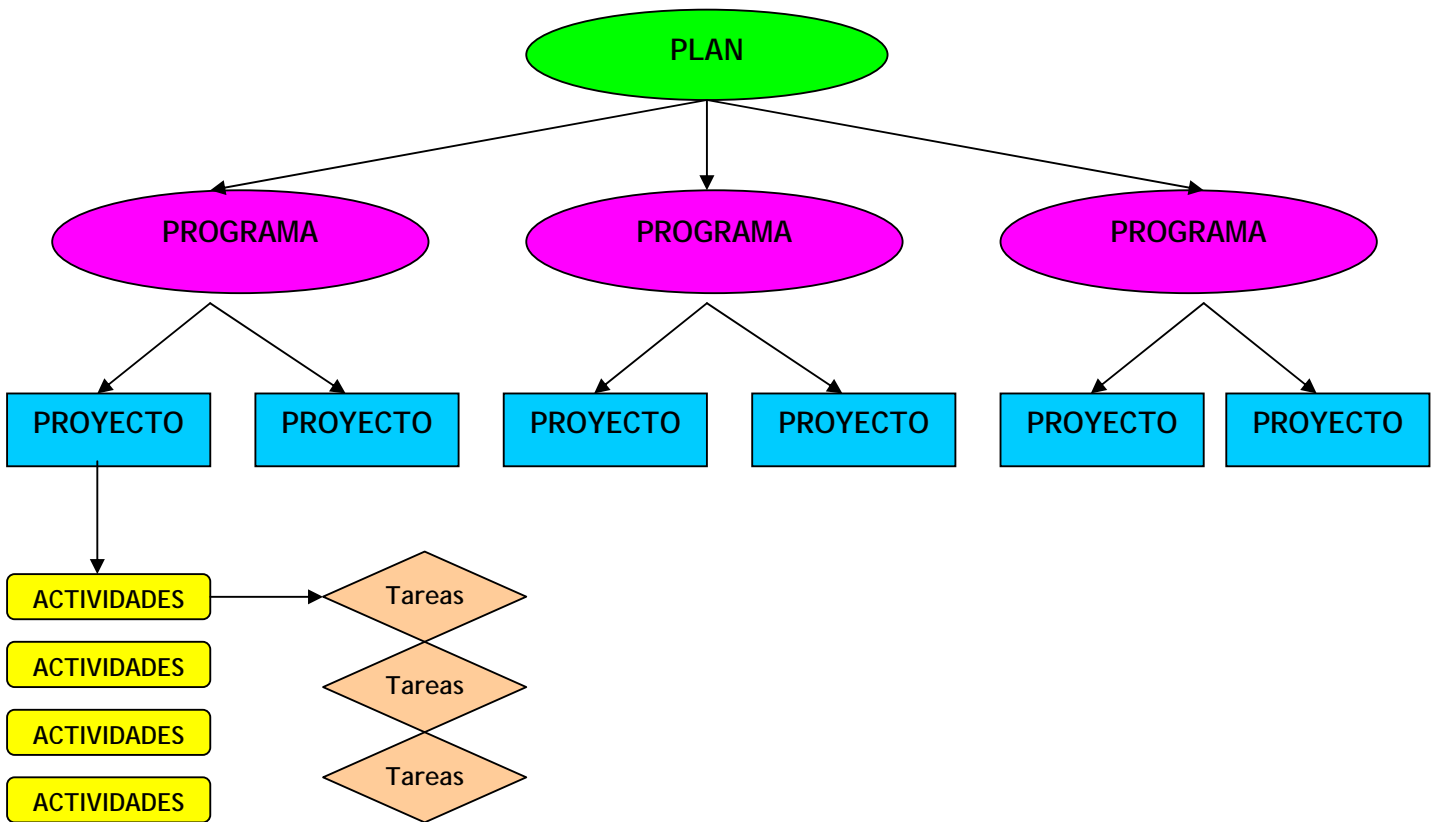 PLAN
PROGRAMA PROGRAMA PROGRAMA
PROYECTO PROYECTO PROYECTO PROYECTO PROYECTO PROYECTO
ACTIVIDADES Tareas
ACTIVIDADES Tareas
ACTIVIDADES Tareas
ACTIVIDADES